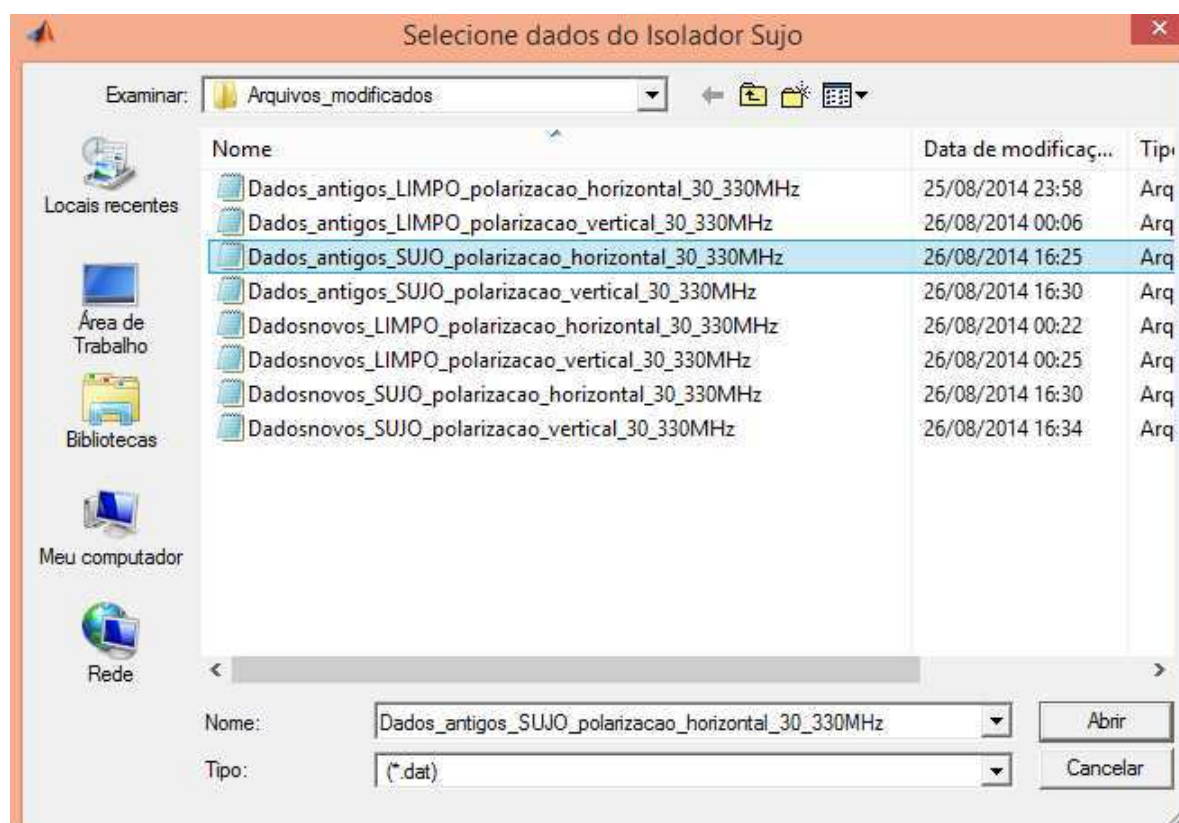 Selecione dados do Isolador Sujo
Examinar: Arquivos_modificados
Nome Data de modificaç... Tip
Dados_antigos_LIMPO_polarizacao_horizontal_30_330MHz 25/08/2014 23:58 Arq
Dados_antigos_LIMPO_polarizacao_vertical_30_330MHz 26/08/2014 00:06 Arq
Dados_antigos_SUJO_polarizacao_horizontal_30_330MHz 26/08/2014 16:25 Arq
Dados_antigos_SUJO_polarizacao_vertical_30_330MHz 26/08/2014 16:30 Arq
Dadosnovos_LIMPO_polarizacao_horizontal_30_330MHz 26/08/2014 00:22 Arq
Dadosnovos_LIMPO_polarizacao_vertical_30_330MHz 26/08/2014 00:25 Arq
Dadosnovos_SUJO_polarizacao_horizontal_30_330MHz 26/08/2014 16:30 Arq
Dadosnovos_SUJO_polarizacao_vertical_30_330MHz 26/08/2014 16:34 Arq
Locais recentes
Área de
Trabalho
Bibliotecas
Meu computador
Rede
Nome: Dados_antigos_SUJO_polarizacao_horizontal_30_330MHz Abrir
Tipo: (*.dat) Cancelar